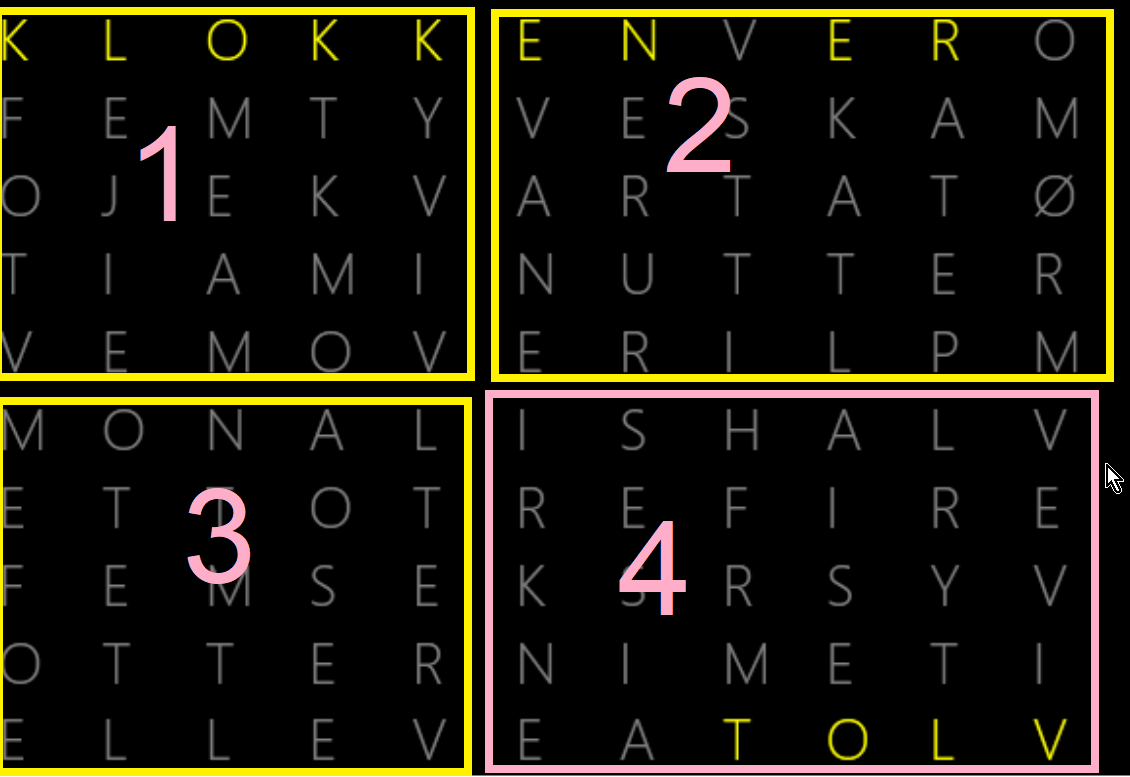 K L O K K E N V E R O
F E M T Y V E S K A M
1 2
O J E K V A R T A T Ø
T I A M I N U T T E R
V E M O V E R I L P M
M O N A L I S H A L V
E T T O T R E F I R E
3 4
F E M S E K S R S Y V
O T T E R N I M E T I
E L L E V E A T O L V